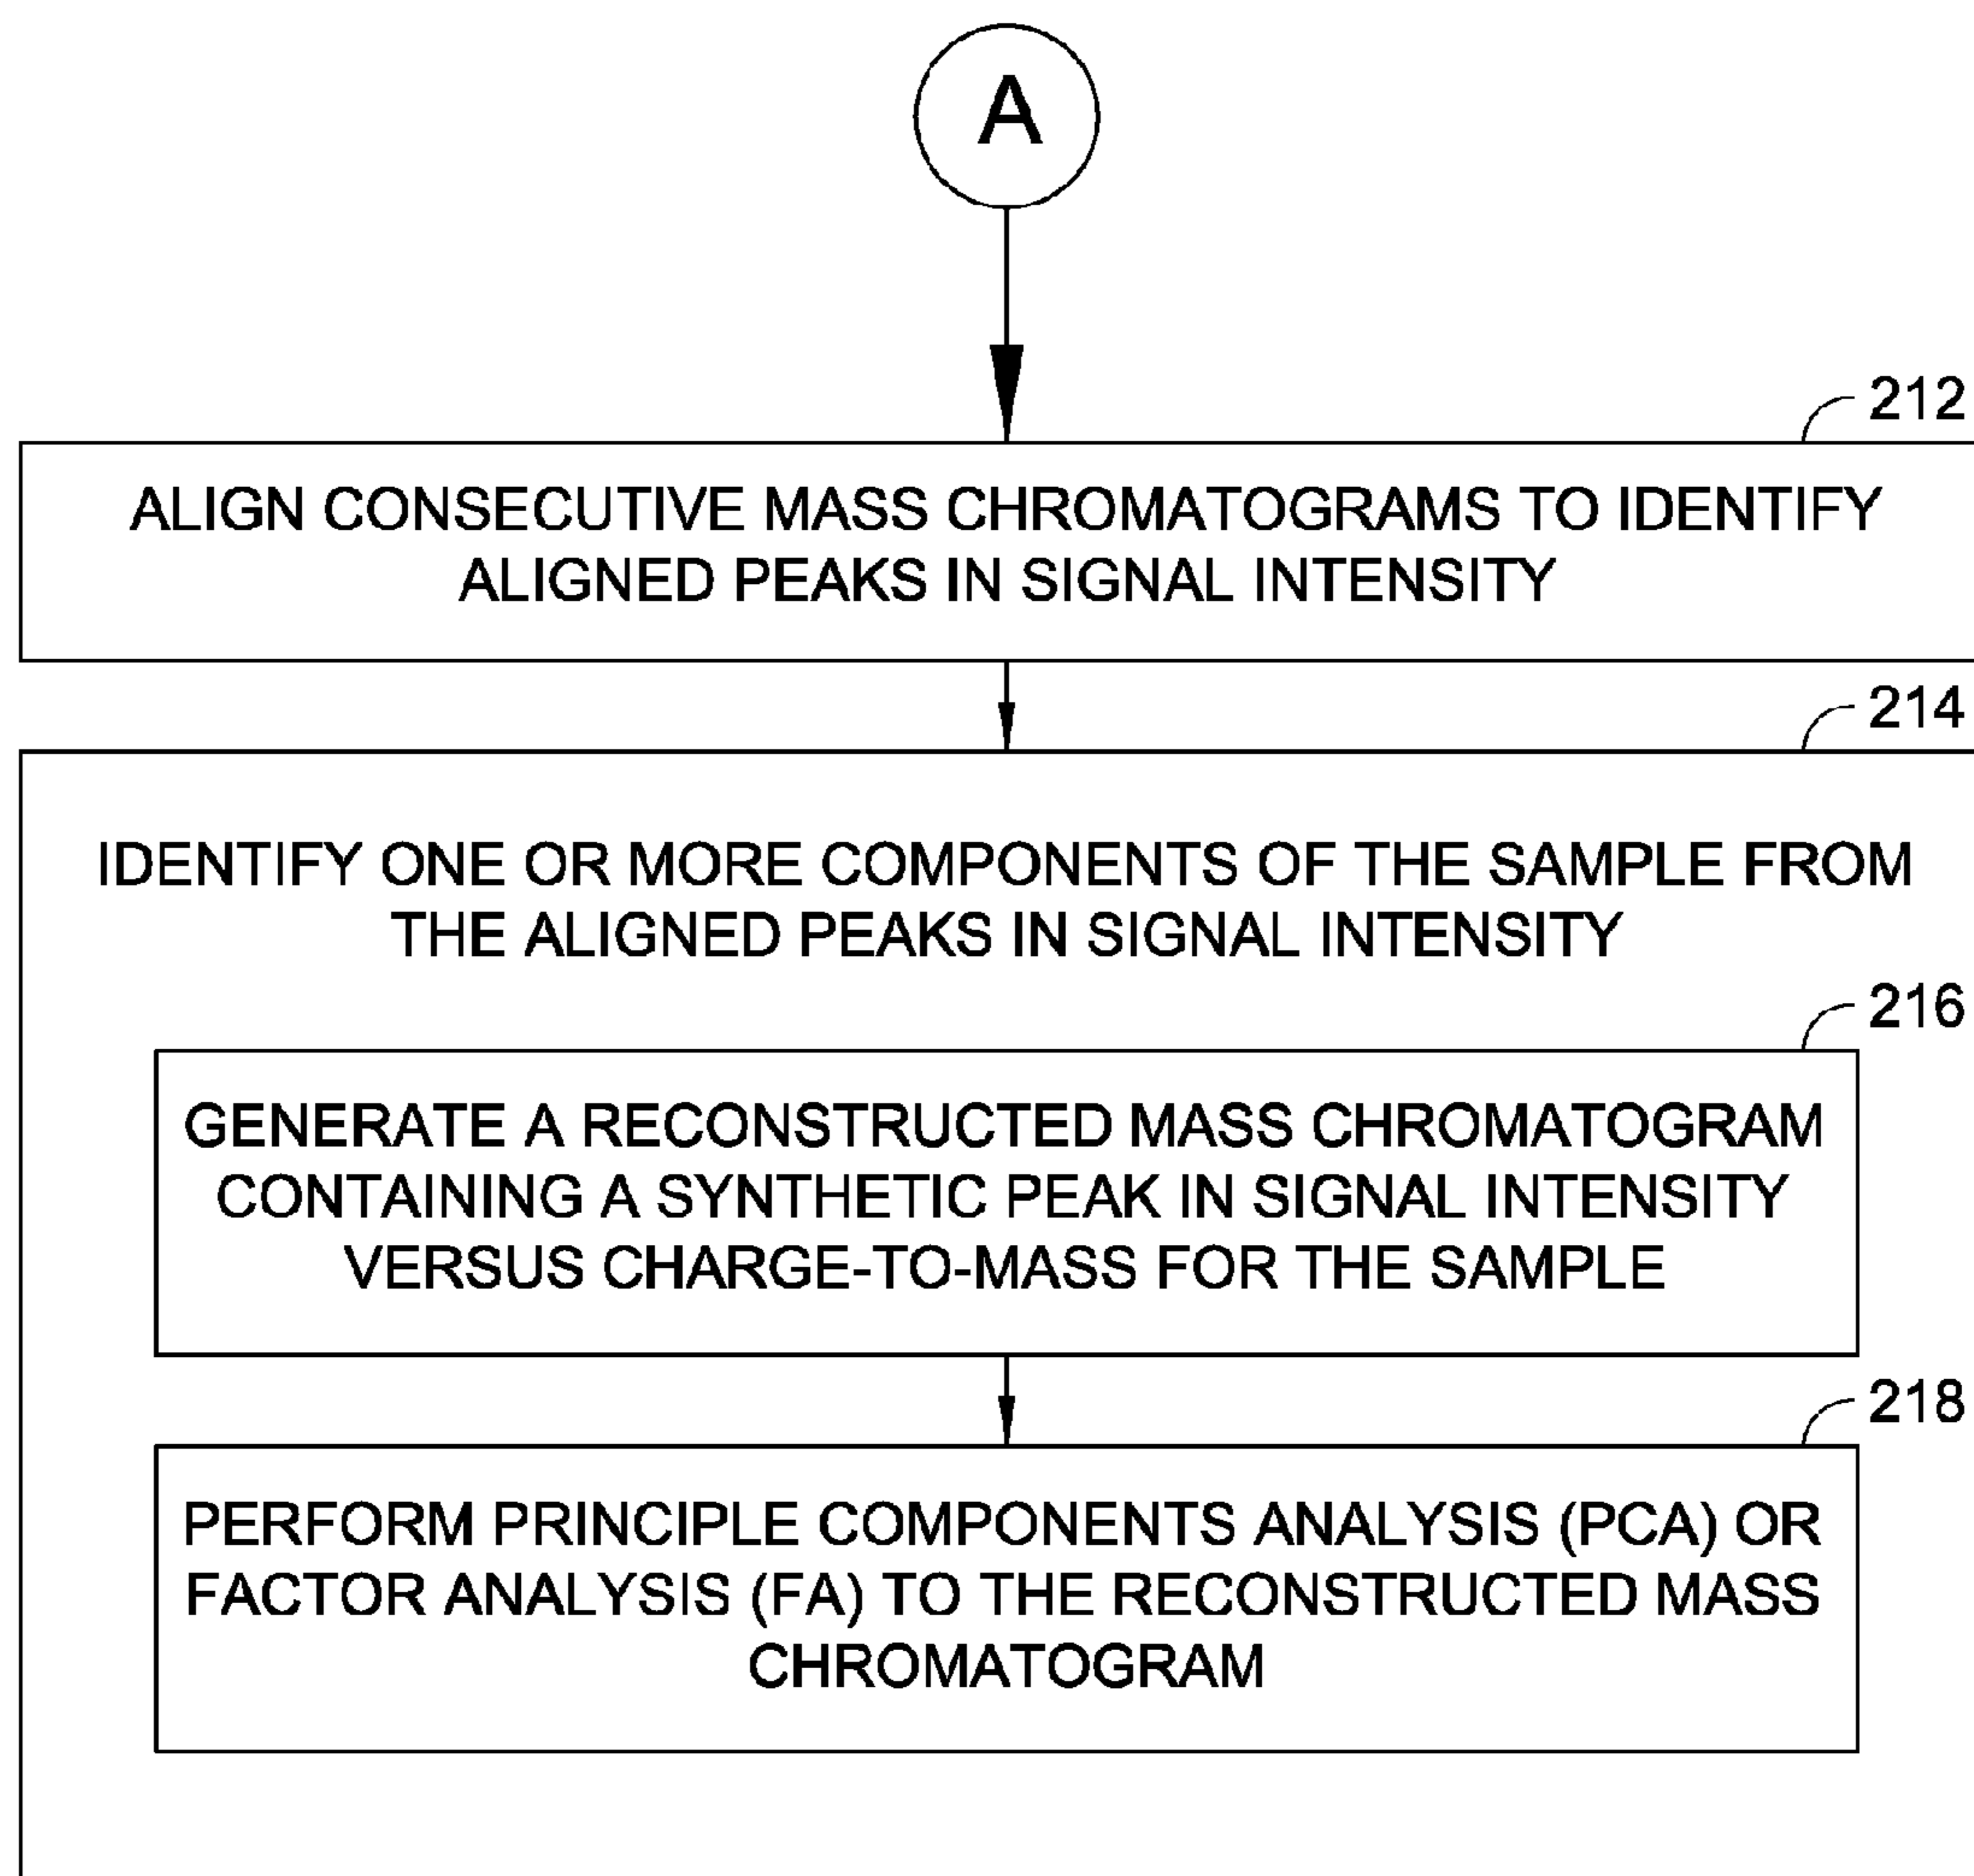 A
212
ALIGN CONSECUTIVE MASS CHROMATOGRAMS TO IDENTIFY
ALIGNED PEAKS IN SIGNAL INTENSITY
214
IDENTIFY ONE OR MORE COMPONENTS OF THE SAMPLE FROM
THE ALIGNED PEAKS IN SIGNAL INTENSITY
216
GENERATE A RECONSTRUCTED MASS CHROMATOGRAM
CONTAINING A SYNTHETIC PEAK IN SIGNAL INTENSITY
VERSUS CHARGE-TO-MASS FOR THE SAMPLE
218
PERFORM PRINCIPLE COMPONENTS ANALYSIS (PCA) OR
FACTOR ANALYSIS (FA) TO THE RECONSTRUCTED MASS
CHROMATOGRAM